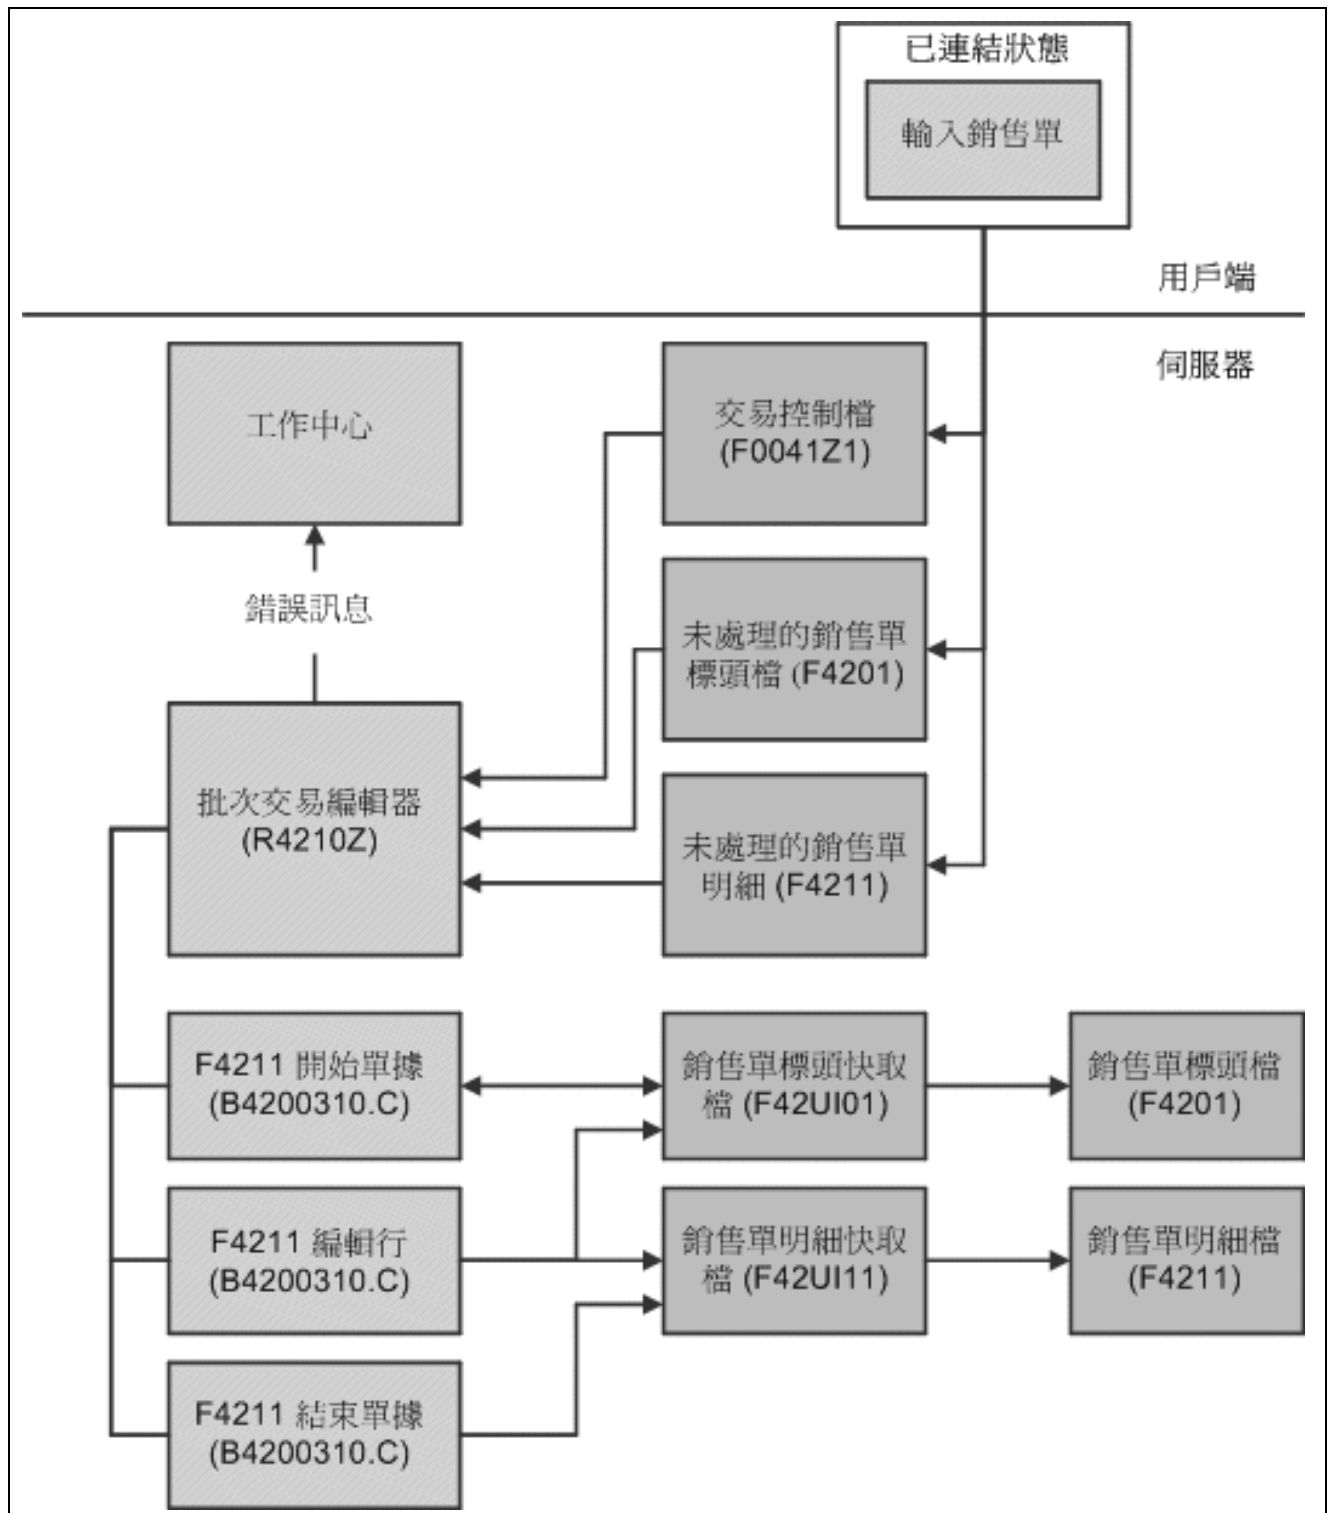 已連結狀態
輸入銷售單
用戶端
伺服器
工作中心
交易控制檔
(F0041Z1)
錯誤訊息
未處理的銷售單
標頭檔 (F4201)
批次交易編輯器
(R4210Z)
未處理的銷售單
明細 (F4211)
F4211 開始單據
(B4200310.C)
銷售單標頭快取
檔 (F42UI01)
銷售單標頭檔
(F4201)
F4211 編輯行
(B4200310.C)
銷售單明細快取
檔 (F42UI11)
銷售單明細檔
(F4211)
F4211 結束單據
(B4200310.C)